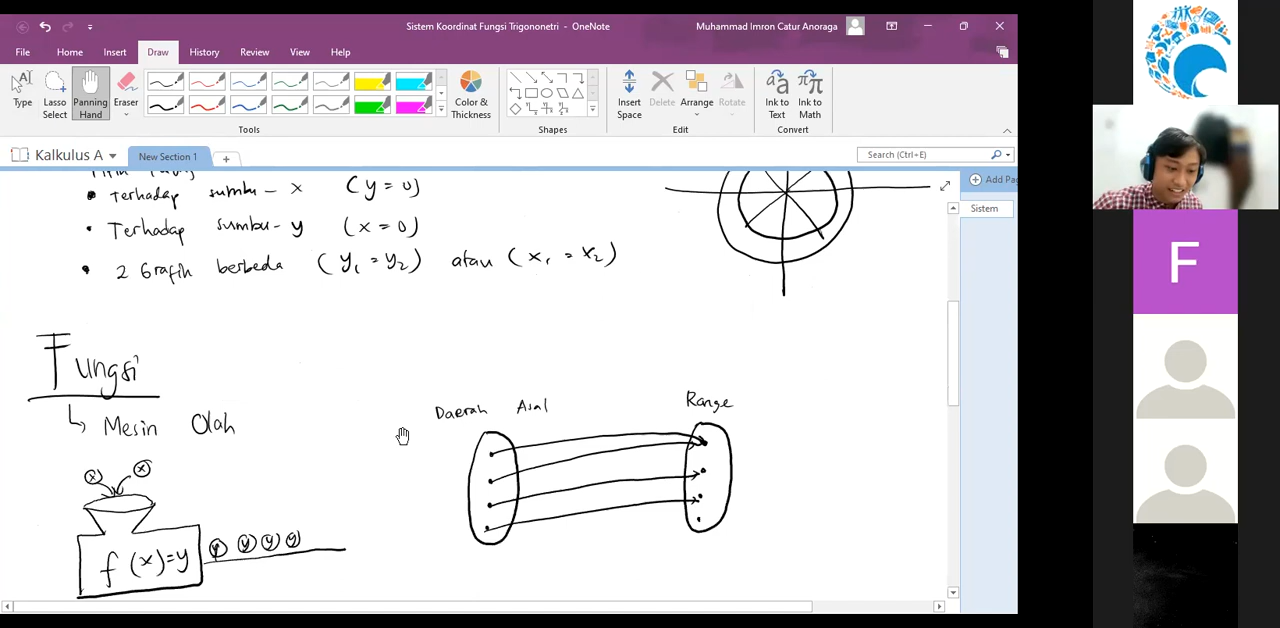 Sistem Koordinat Fungsi Trigononetri - OneNote
Muhammad Imron Catur Anoraga
File Home Insert Draw History Review View Help
Type
Lasso Select
Panning Hand
Eraser
Color & Thickness
Insert Space
Delete
Arrange
Rotate
Ink to Text
Ink to Math
Tools
Shapes
Edit
Convert
Kalkulus A
New Section 1
Search (Ctrl+E)
Add Pag
Sistem
Terhadap sumbu - x (y = 0)
Terhadap sumbu - y (x = 0)
2 Grafik berbeda (y₁ = y₂) atau (x₁ = x₂)
Fungsi
Mesin Olah
Daerah Asal
Range
x x
f(x)=y
y y y y
F